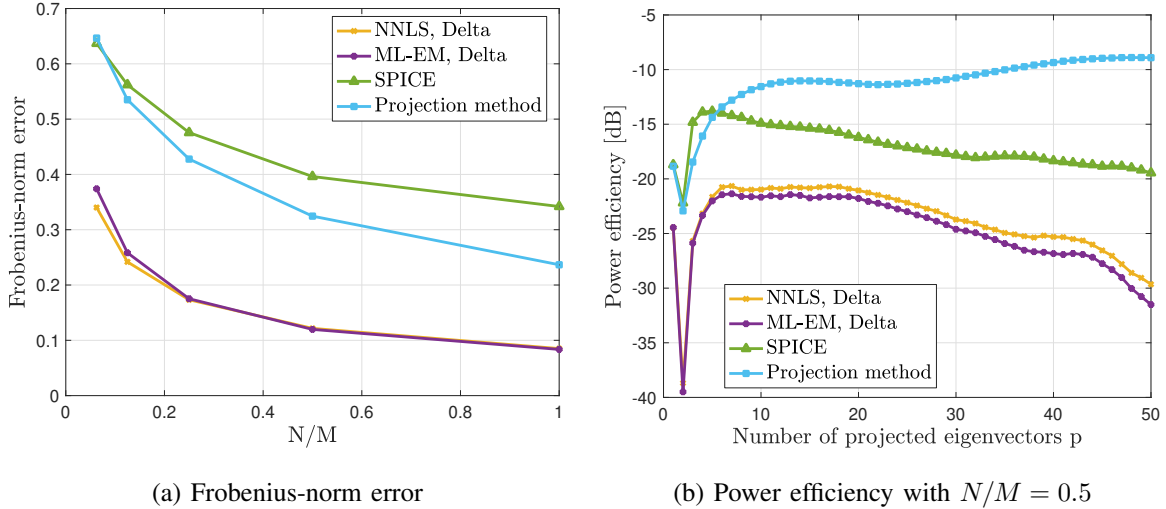 0.7
0.6
0.5
0.4
0.3
0.2
0.1
0
Frobenius-norm error
NNLS, Delta
ML-EM, Delta
SPICE
Projection method
0
0.2
0.4
0.6
0.8
1
N/M
(a) Frobenius-norm error
-5
-10
-15
-20
-25
-30
-35
-40
Power efficiency [dB]
NNLS, Delta
ML-EM, Delta
SPICE
Projection method
10
20
30
40
50
Number of projected eigenvectors p
(b) Power efficiency with N/M = 0.5